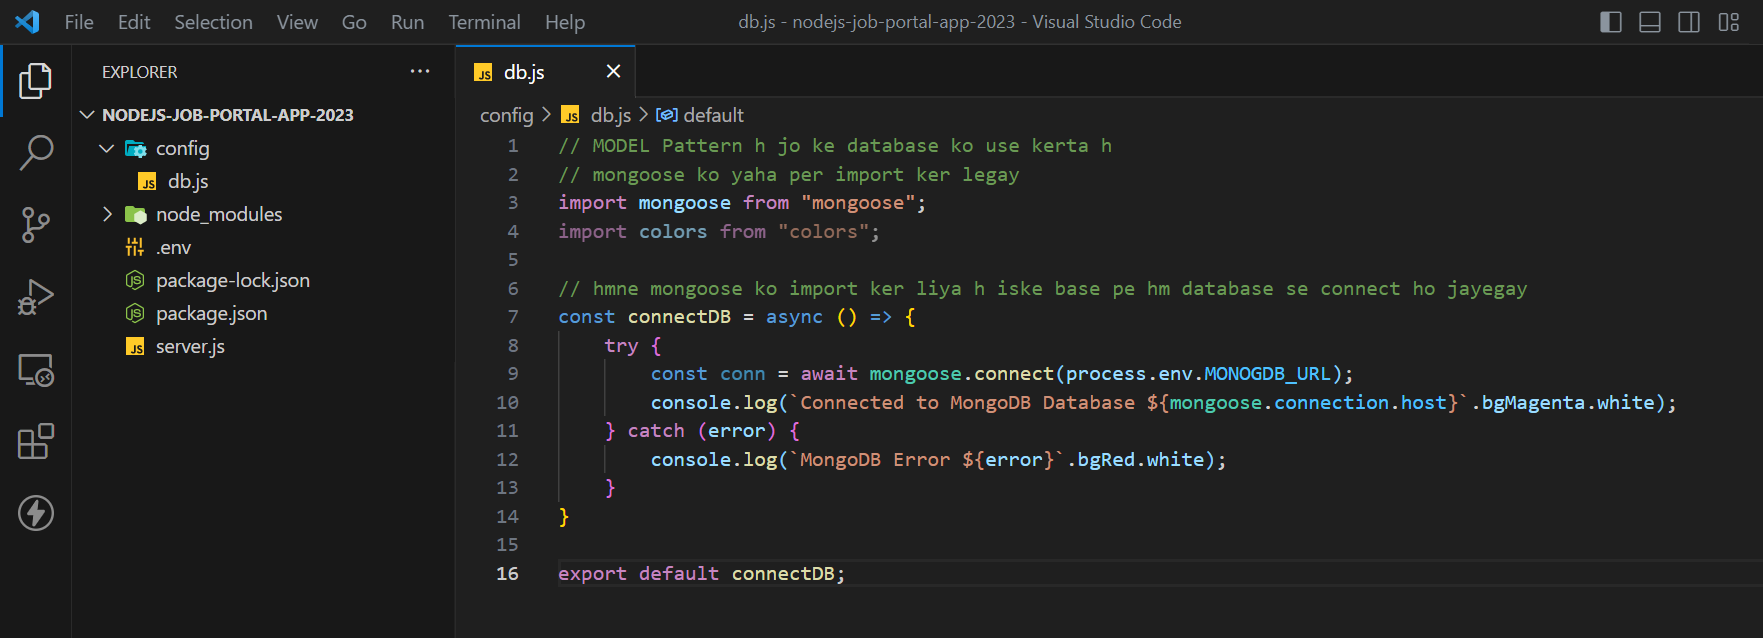 File Edit Selection View Go Run Terminal Help db.js - nodejs-job-portal-app-2023 - Visual Studio Code
EXPLORER ···
NODEJS-JOB-PORTAL-APP-2023
config
JS db.js
node_modules
.env
JS package-lock.json
JS package.json
JS server.js
JS db.js
config > JS db.js > default
1 // MODEL Pattern h jo ke database ko use kerta h
2 // mongoose ko yaha per import ker legay
3 import mongoose from "mongoose";
4 import colors from "colors";
5
6 // hmne mongoose ko import ker liya h iske base pe hm database se connect ho jayegay
7 const connectDB = async () => {
8 try {
9 const conn = await mongoose.connect(process.env.MONOGDB_URL);
10 console.log(`Connected to MongoDB Database ${mongoose.connection.host}`.bgMagenta.white);
11 } catch (error) {
12 console.log(`MongoDB Error ${error}`.bgRed.white);
13 }
14 }
15
16 export default connectDB;